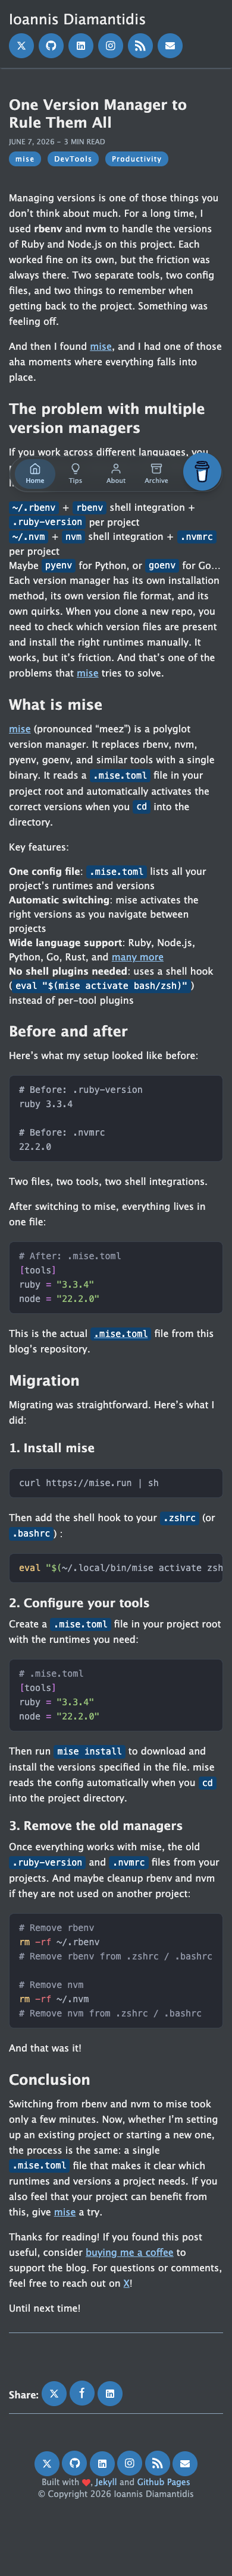 Ioannis Diamantidis
One Version Manager to
Rule Them All
JUNE 7, 2026 - 3 MIN READ
mise DevTools Productivity
Managing versions is one of those things you
don’t think about much. For a long time, I
used rbenv and nvm to handle the versions
of Ruby and Node.js on this project. Each
worked fine on its own, but the friction was
always there. Two separate tools, two config
files, and two things to remember when
getting back to the project. Something was
feeling off.
And then I found mise, and I had one of those
aha moments where everything falls into
place.
The problem with multiple
version managers
If you work across different languages, you
Home Tips About Archive
~/.rbenv + rbenv shell integration +
.ruby-version per project
~/.nvm + nvm shell integration + .nvmrc
per project
Maybe pyenv for Python, or goenv for Go…
Each version manager has its own installation
method, its own version file format, and its
own quirks. When you clone a new repo, you
need to check which version files are present
and install the right runtimes manually. It
works, but it’s friction. And that’s one of the
problems that mise tries to solve.
What is mise
mise (pronounced “meez”) is a polyglot
version manager. It replaces rbenv, nvm,
pyenv, goenv, and similar tools with a single
binary. It reads a .mise.toml file in your
project root and automatically activates the
correct versions when you cd into the
directory.
Key features:
One config file: .mise.toml lists all your
project’s runtimes and versions
Automatic switching: mise activates the
right versions as you navigate between
projects
Wide language support: Ruby, Node.js,
Python, Go, Rust, and many more
No shell plugins needed: uses a shell hook
(eval "$(mise activate bash/zsh)")
instead of per-tool plugins
Before and after
Here’s what my setup looked like before:
# Before: .ruby-version
ruby 3.3.4
# Before: .nvmrc
22.2.0
Two files, two tools, two shell integrations.
After switching to mise, everything lives in
one file:
# After: .mise.toml
[tools]
ruby = "3.3.4"
node = "22.2.0"
This is the actual .mise.toml file from this
blog’s repository.
Migration
Migrating was straightforward. Here’s what I
did:
1. Install mise
curl https://mise.run | sh
Then add the shell hook to your .zshrc (or
.bashrc) :
eval "$(~/.local/bin/mise activate zsh
2. Configure your tools
Create a .mise.toml file in your project root
with the runtimes you need:
# .mise.toml
[tools]
ruby = "3.3.4"
node = "22.2.0"
Then run mise install to download and
install the versions specified in the file. mise
reads the config automatically when you cd
into the project directory.
3. Remove the old managers
Once everything works with mise, the old
.ruby-version and .nvmrc files from your
projects. And maybe cleanup rbenv and nvm
if they are not used on another project:
# Remove rbenv
rm -rf ~/.rbenv
# Remove rbenv from .zshrc / .bashrc
# Remove nvm
rm -rf ~/.nvm
# Remove nvm from .zshrc / .bashrc
And that was it!
Conclusion
Switching from rbenv and nvm to mise took
only a few minutes. Now, whether I’m setting
up an existing project or starting a new one,
the process is the same: a single
.mise.toml file that makes it clear which
runtimes and versions a project needs. If you
also feel that your project can benefit from
this, give mise a try.
Thanks for reading! If you found this post
useful, consider buying me a coffee to
support the blog. For questions or comments,
feel free to reach out on X!
Until next time!
Share:
Built with , Jekyll and Github Pages
© Copyright 2026 Ioannis Diamantidis